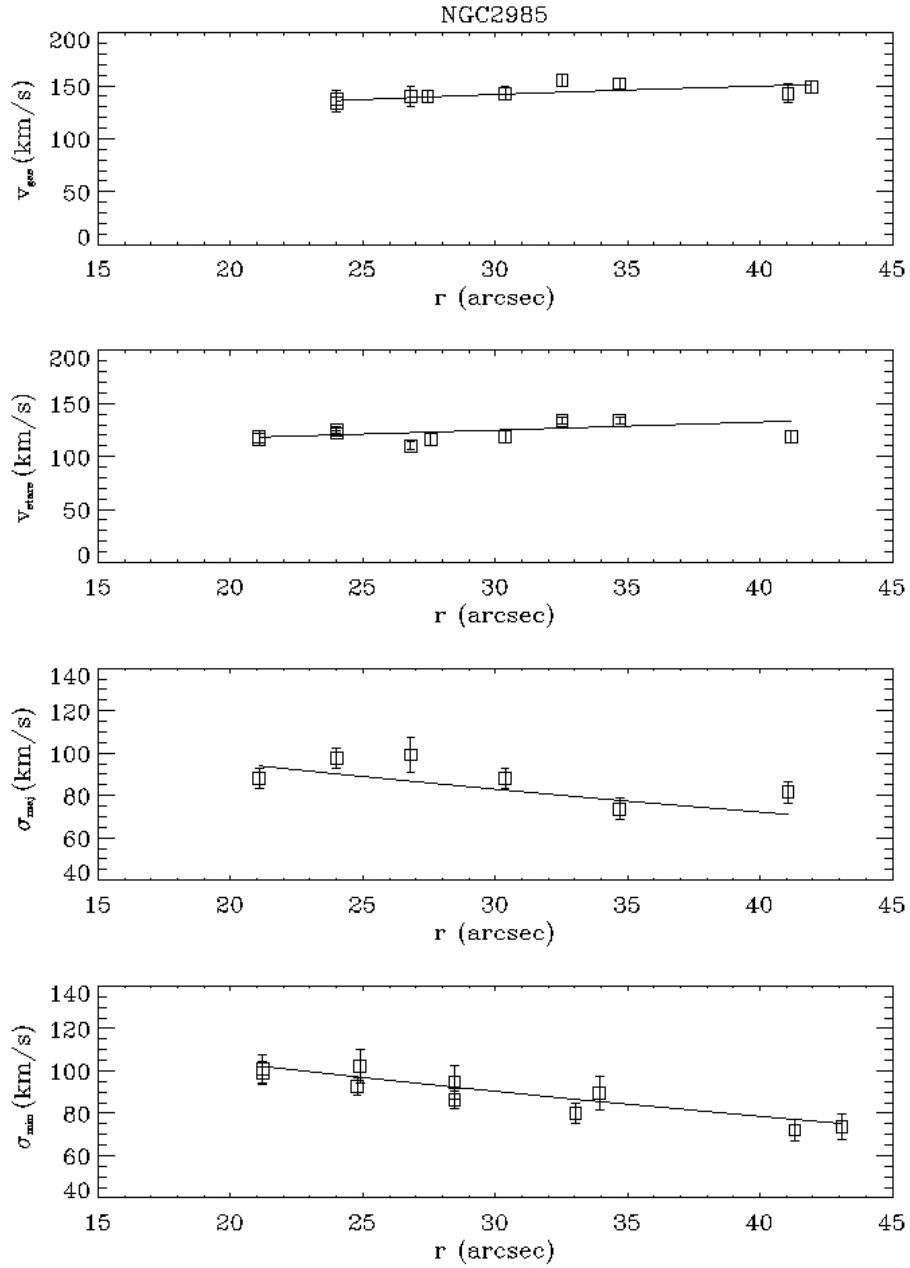 NGC2985
200
150
100
50
0
v_gas (km/s)
15 20 25 30 35 40 45
r (arcsec)
200
150
100
50
0
v_stars (km/s)
15 20 25 30 35 40 45
r (arcsec)
140
120
100
80
60
40
σ_maj (km/s)
15 20 25 30 35 40 45
r (arcsec)
140
120
100
80
60
40
σ_min (km/s)
15 20 25 30 35 40 45
r (arcsec)